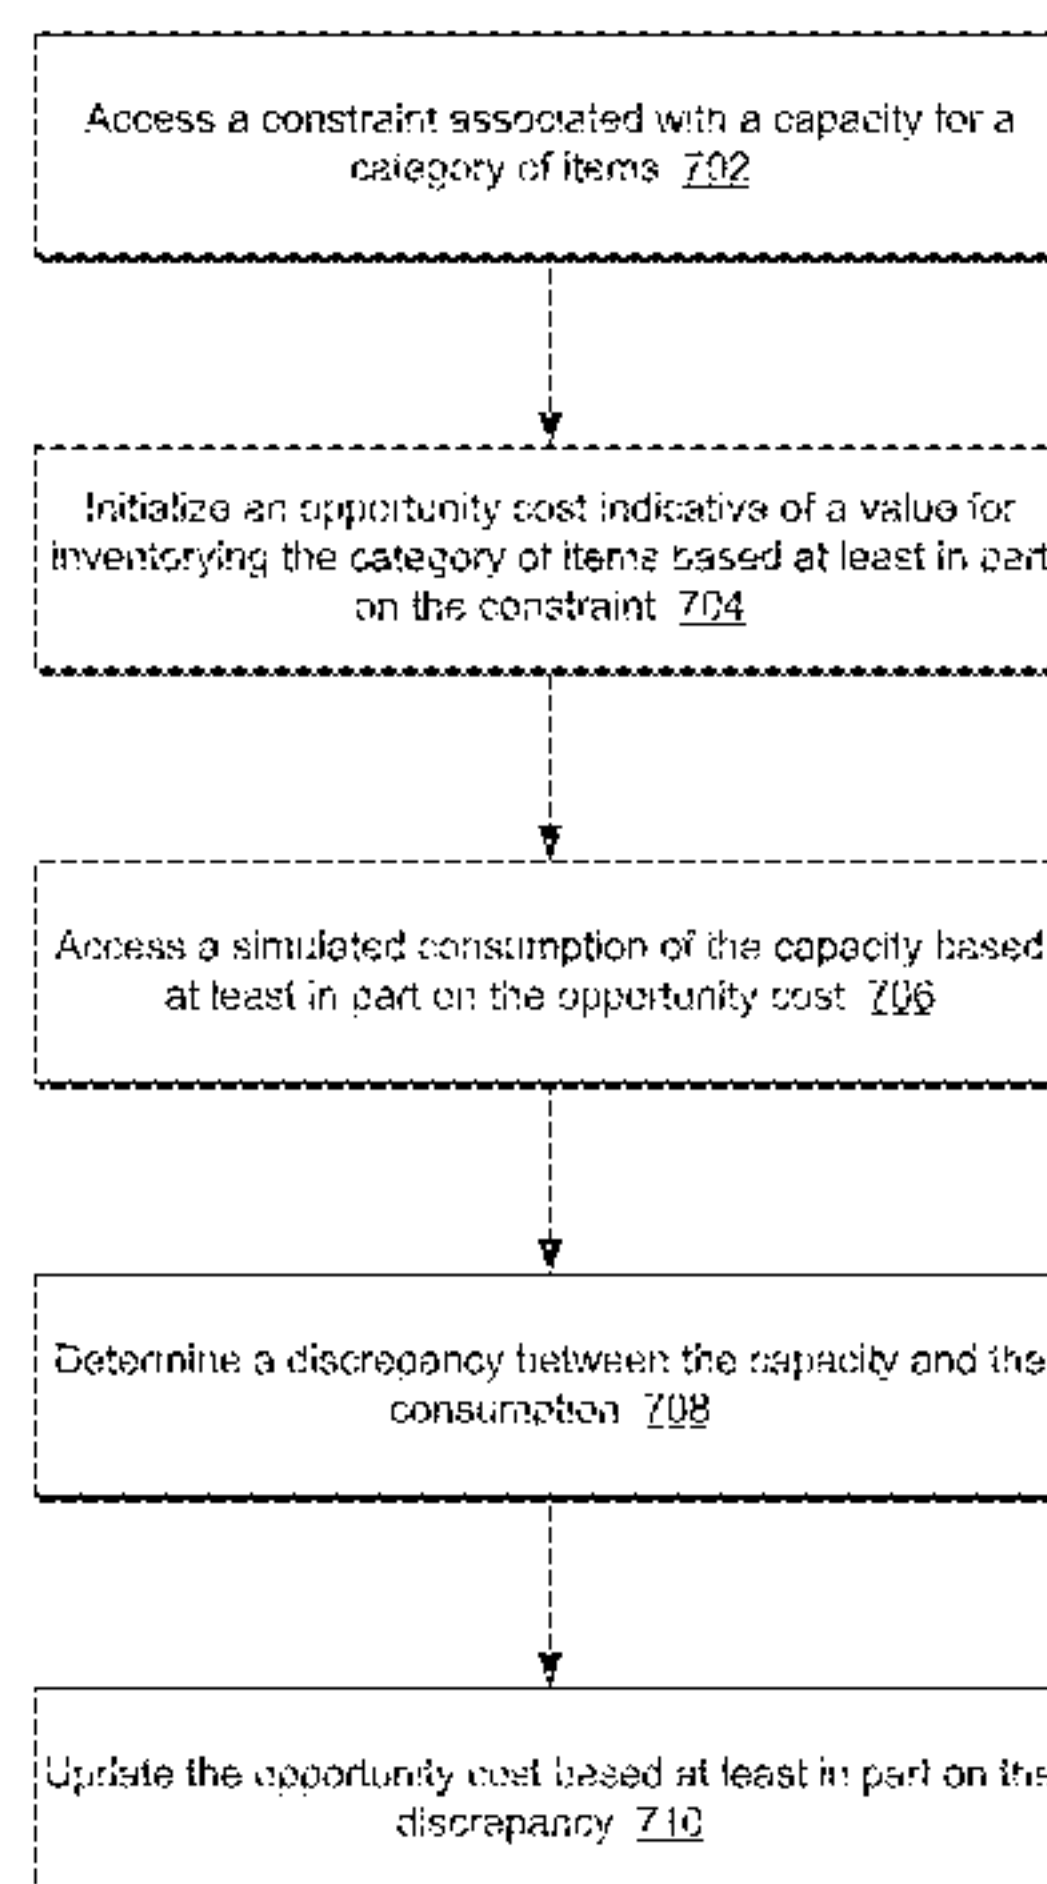 Access a constraint associated with a capacity for a
category of items 702
Initialize an opportunity cost indicative of a value for
inventorying the category of items based at least in part
on the constraint 704
Access a simulated consumption of the capacity based
at least in part on the opportunity cost 706
Determine a discrepancy between the capacity and the
consumption 708
Update the opportunity cost based at least in part on the
discrepancy 710